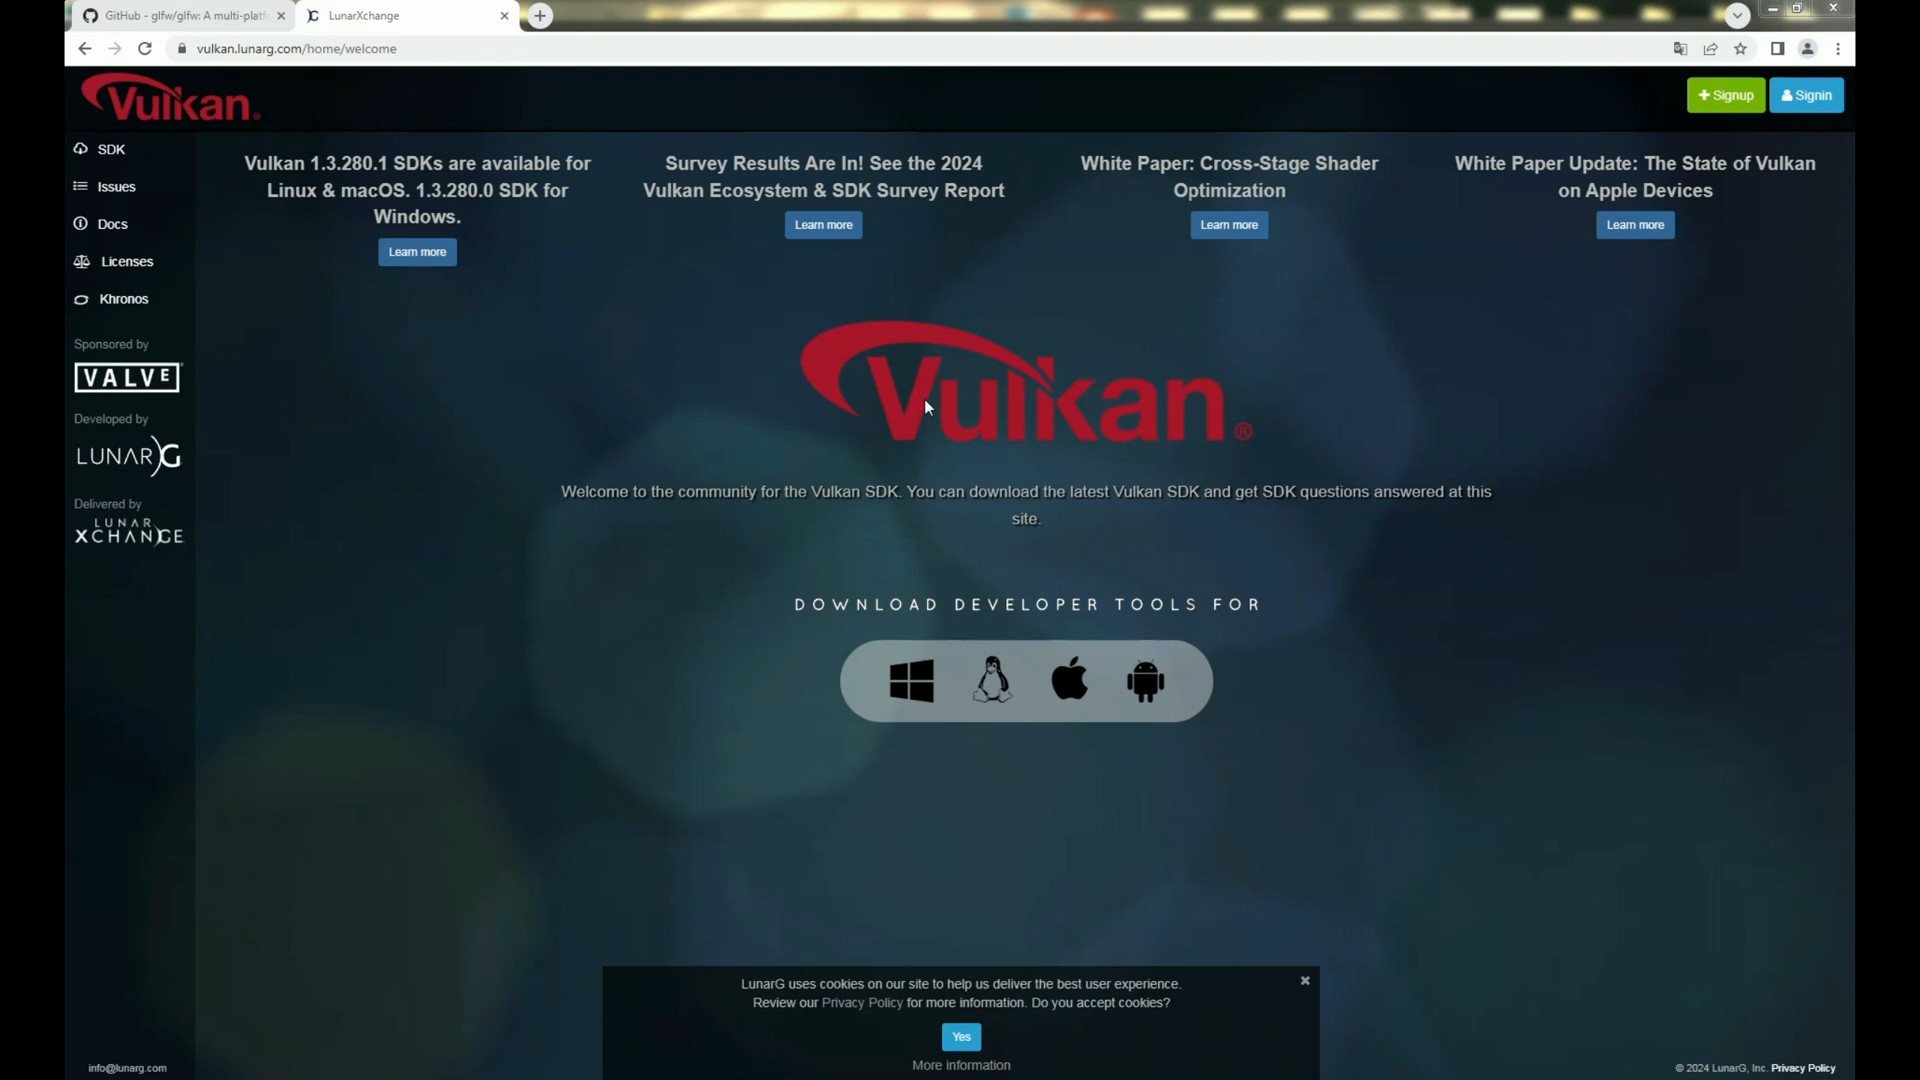 GitHub - glfw/glfw: A multi-platf
LunarXchange
vulkan.lunarg.com/home/welcome
Vulkan.
Signup
Signin
SDK
Issues
Docs
Licenses
Khronos
Sponsored by
VALVE
Developed by
LUNARG
Delivered by
LUNAR
XCHANGE
Vulkan 1.3.280.1 SDKs are available for
Linux & macOS. 1.3.280.0 SDK for
Windows.
Learn more
Survey Results Are In! See the 2024
Vulkan Ecosystem & SDK Survey Report
Learn more
White Paper: Cross-Stage Shader
Optimization
Learn more
White Paper Update: The State of Vulkan
on Apple Devices
Learn more
Vulkan®
Welcome to the community for the Vulkan SDK. You can download the latest Vulkan SDK and get SDK questions answered at this
site.
DOWNLOAD DEVELOPER TOOLS FOR
LunarG uses cookies on our site to help us deliver the best user experience.
Review our Privacy Policy for more information. Do you accept cookies?
Yes
More information
info@lunarg.com
© 2024 LunarG, Inc. Privacy Policy